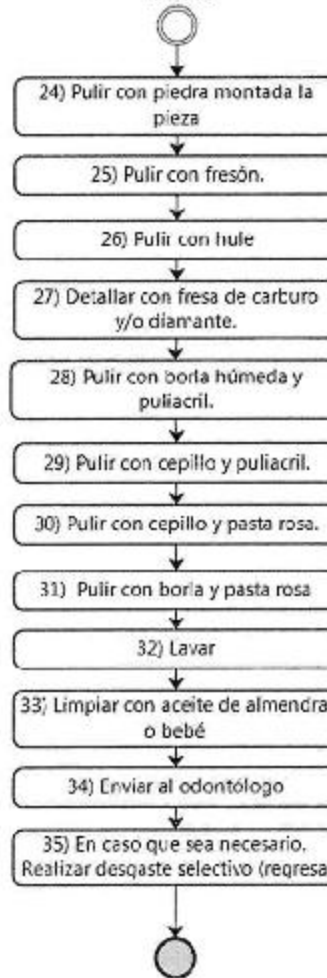 24) Pulir con piedra montada la
pieza
25) Pulir con fresón.
26) Pulir con hule
27) Detallar con fresa de carburo
y/o diamante.
28) Pulir con borla húmeda y
puliacril.
29) Pulir con cepillo y puliacril.
30) Pulir con cepillo y pasta rosa.
31) Pulir con borla y pasta rosa
32) Lavar
33) Limpiar con aceite de almendra
o bebé
34) Enviar al odontólogo
35) En caso que sea necesario.
Realizar desgaste selectivo (regresa